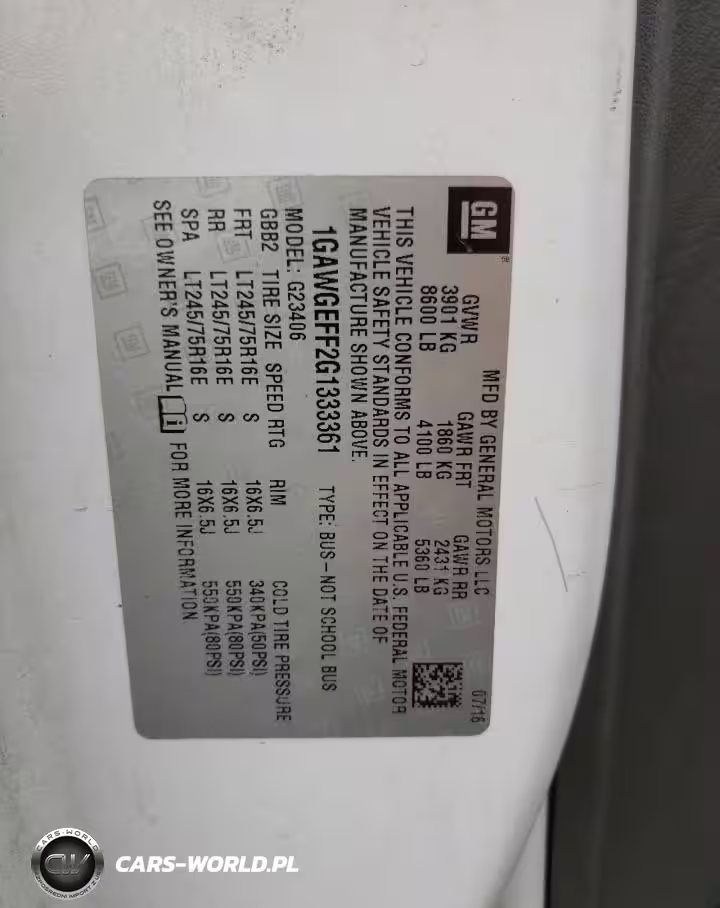 GM
MFD BY GENERAL MOTORS LLC 07/16
GVWR GAWR FRT GAWR RR
3901 KG 1860 KG 2431 KG
8600 LB 4100 LB 5360 LB
THIS VEHICLE CONFORMS TO ALL APPLICABLE U.S. FEDERAL MOTOR
VEHICLE SAFETY STANDARDS IN EFFECT ON THE DATE OF
MANUFACTURE SHOWN ABOVE.
1GAWGEFF2G1333361 TYPE: BUS-NOT SCHOOL BUS
MODEL: G23406
GBB2 TIRE SIZE SPEED RTG RIM COLD TIRE PRESSURE
FRT LT245/75R16E S 16X6.5J 340KPA(50PSI)
RR LT245/75R16E S 16X6.5J 550KPA(80PSI)
SPA LT245/75R16E S 16X6.5J 550KPA(80PSI)
SEE OWNER'S MANUAL FOR MORE INFORMATION
CARS-WORLD
CW
CARS-WORLD.PL